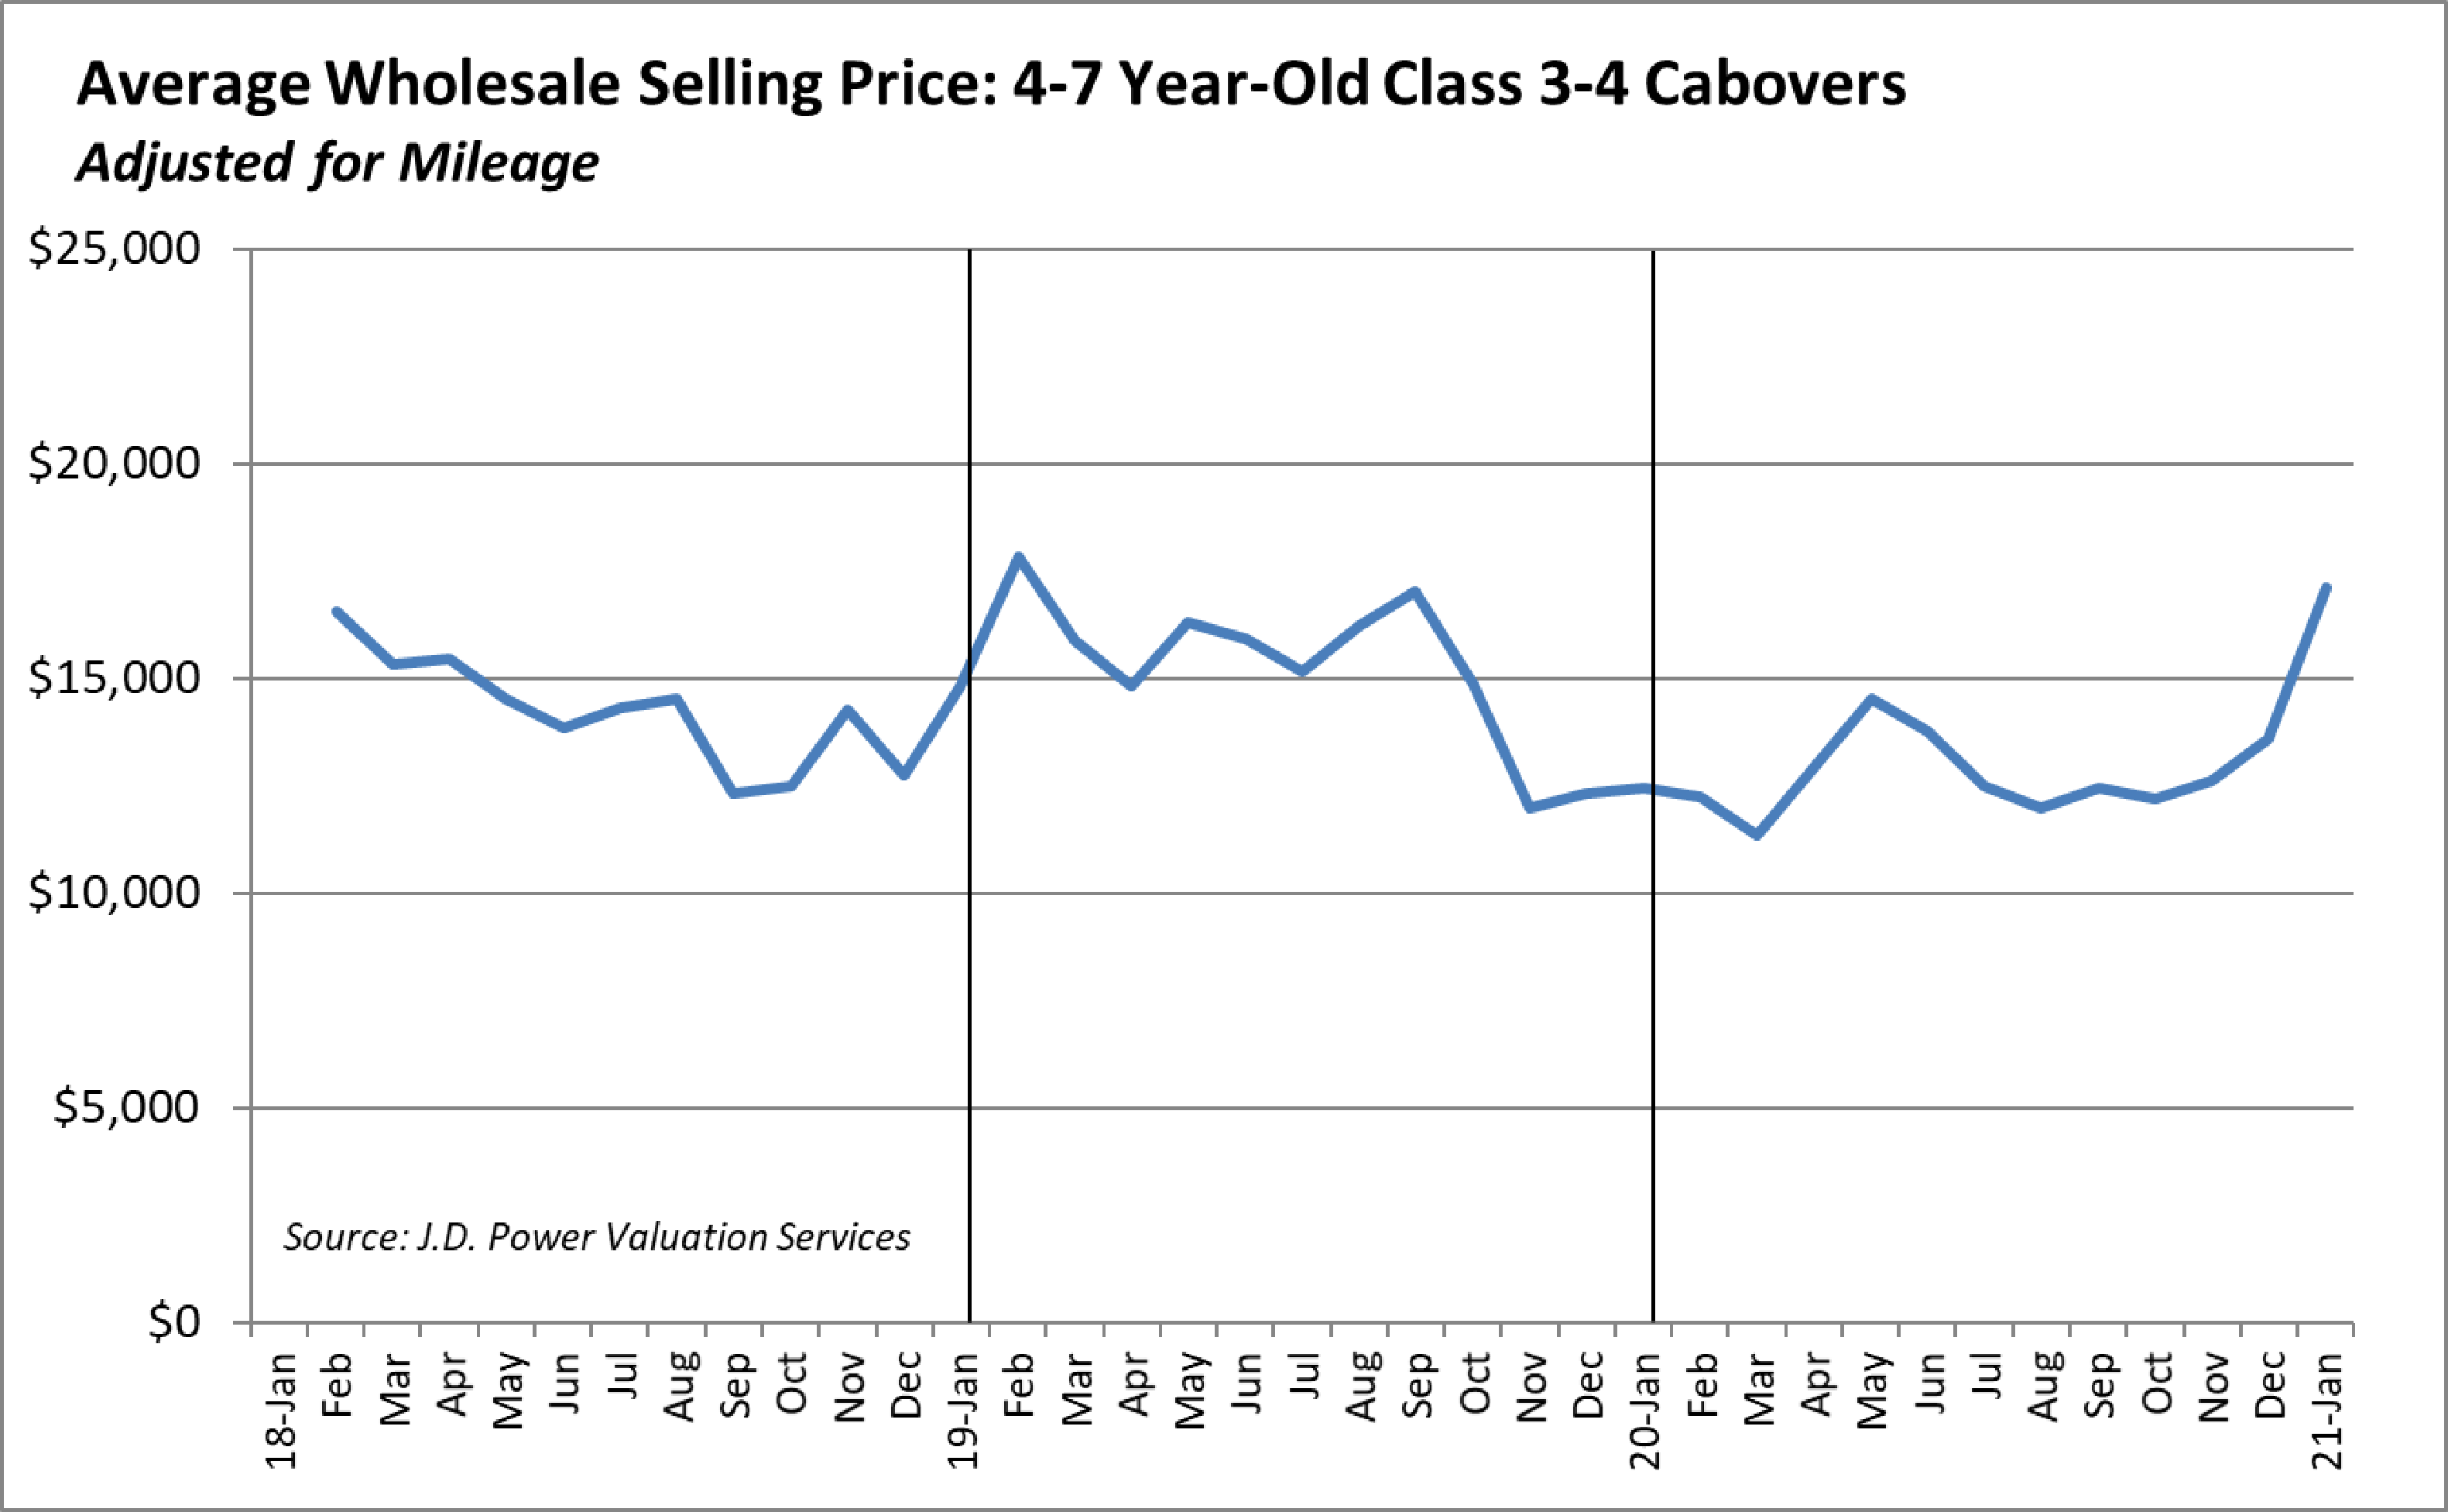 Average Wholesale Selling Price: 4-7 Year-Old Class 3-4 Cabovers
Adjusted for Mileage
$25,000
$20,000
$15,000
$10,000
$5,000
$0
Source: J.D. Power Valuation Services
18-Jan
Feb
Mar
Apr
May
Jun
Jul
Aug
Sep
Oct
Nov
Dec
19-Jan
Feb
Mar
Apr
May
Jun
Jul
Aug
Sep
Oct
Nov
Dec
20-Jan
Feb
Mar
Apr
May
Jun
Jul
Aug
Sep
Oct
Nov
Dec
21-Jan